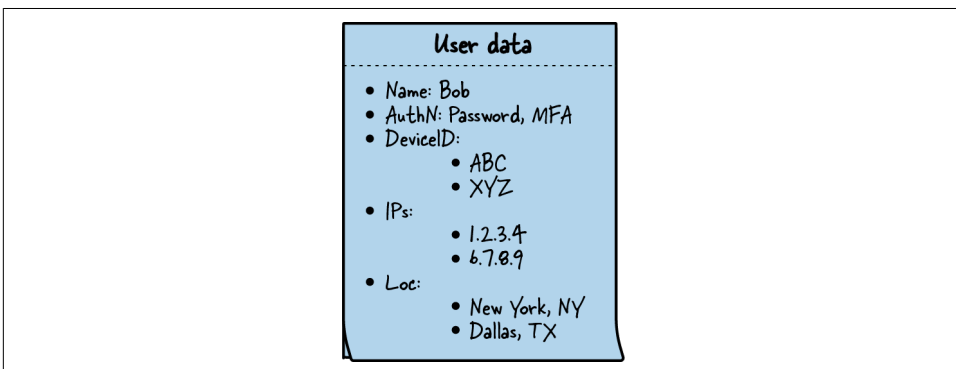 User data
• Name: Bob
• AuthN: Password, MFA
• DeviceID:
• ABC
• XYZ
• IPs:
• 1.2.3.4
• 6.7.8.9
• Loc:
• New York, NY
• Dallas, TX